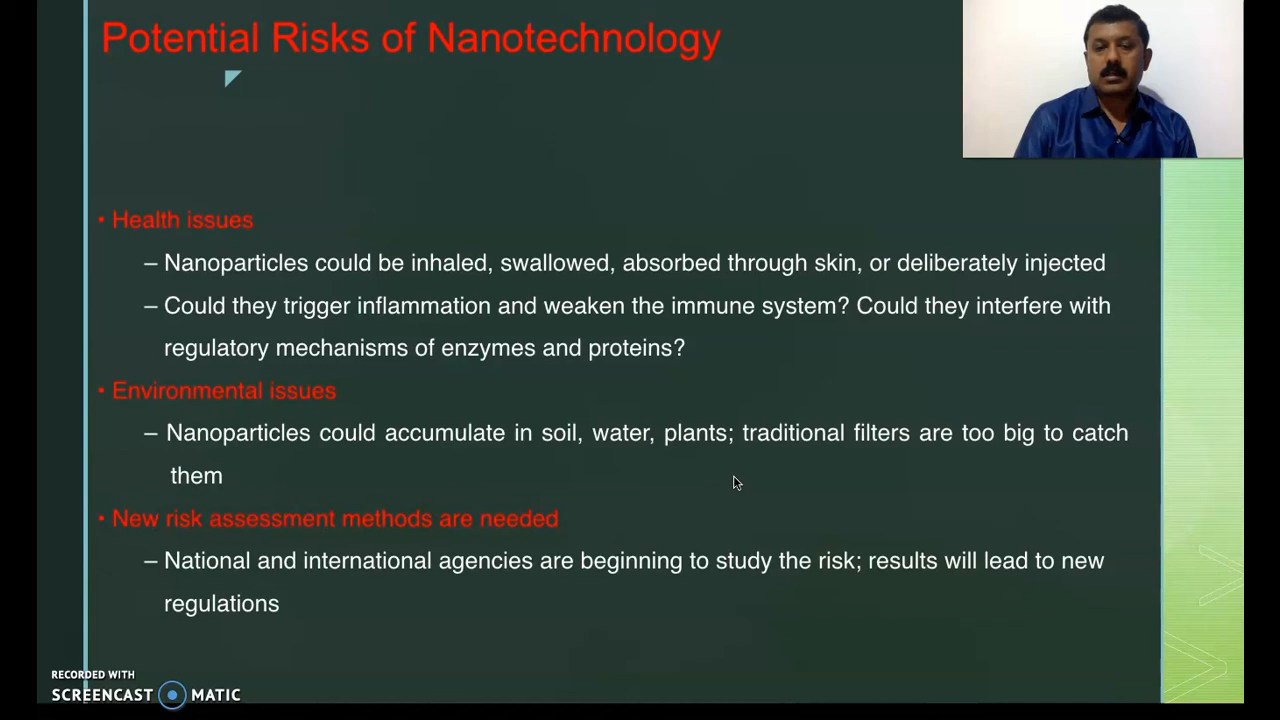 Potential Risks of Nanotechnology
• Health issues
– Nanoparticles could be inhaled, swallowed, absorbed through skin, or deliberately injected
– Could they trigger inflammation and weaken the immune system? Could they interfere with
regulatory mechanisms of enzymes and proteins?
• Environmental issues
– Nanoparticles could accumulate in soil, water, plants; traditional filters are too big to catch
them
• New risk assessment methods are needed
– National and international agencies are beginning to study the risk; results will lead to new
regulations
RECORDED WITH
SCREENCAST MATIC